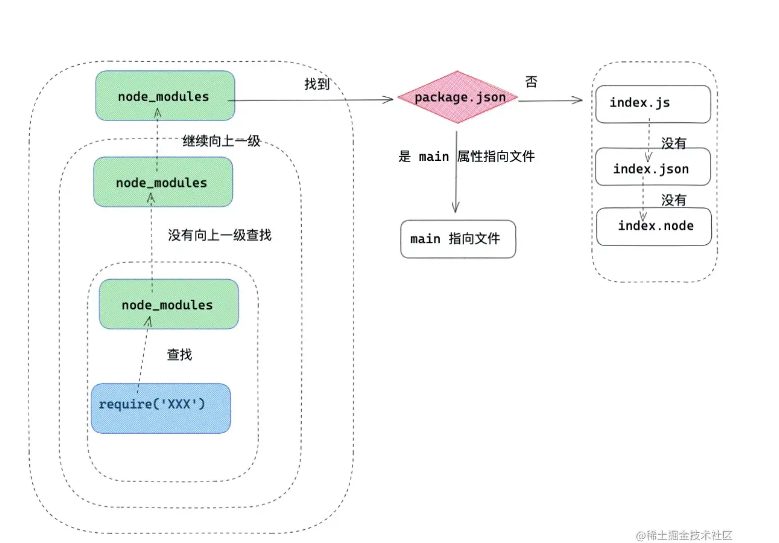 node_modules
找到
package.json
否
index.js
继续向上一级
没有
node_modules
是 main 属性指向文件
index.json
没有
没有向上一级查找
main 指向文件
index.node
node_modules
查找
require('XXX')
@稀土掘金技术社区